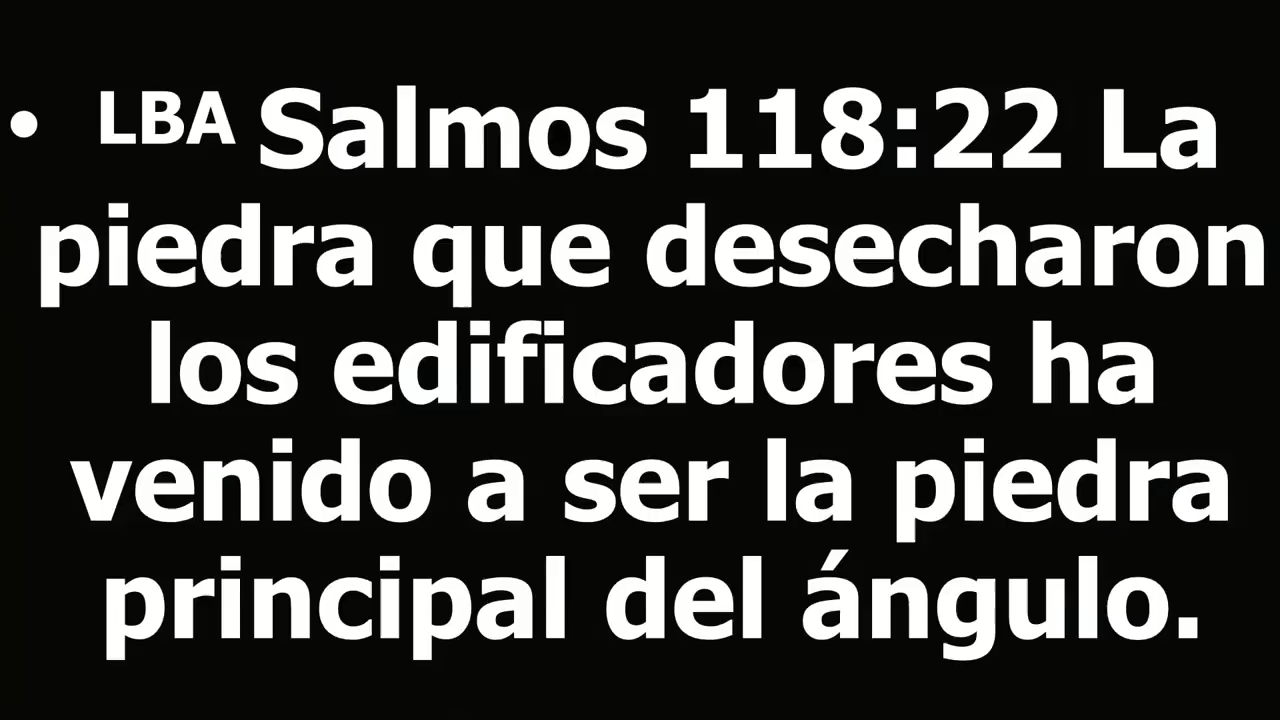 • LBA Salmos 118:22 La
piedra que desecharon
los edificadores ha
venido a ser la piedra
principal del ángulo.